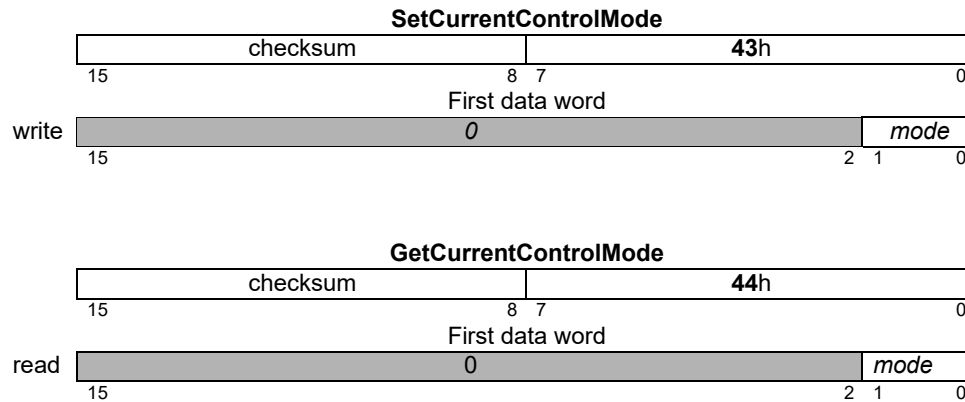 SetCurrentControlMode
checksum 43h
15 8 7 0
First data word
write 0 mode
15 2 1 0
GetCurrentControlMode
checksum 44h
15 8 7 0
First data word
read 0 mode
15 2 1 0